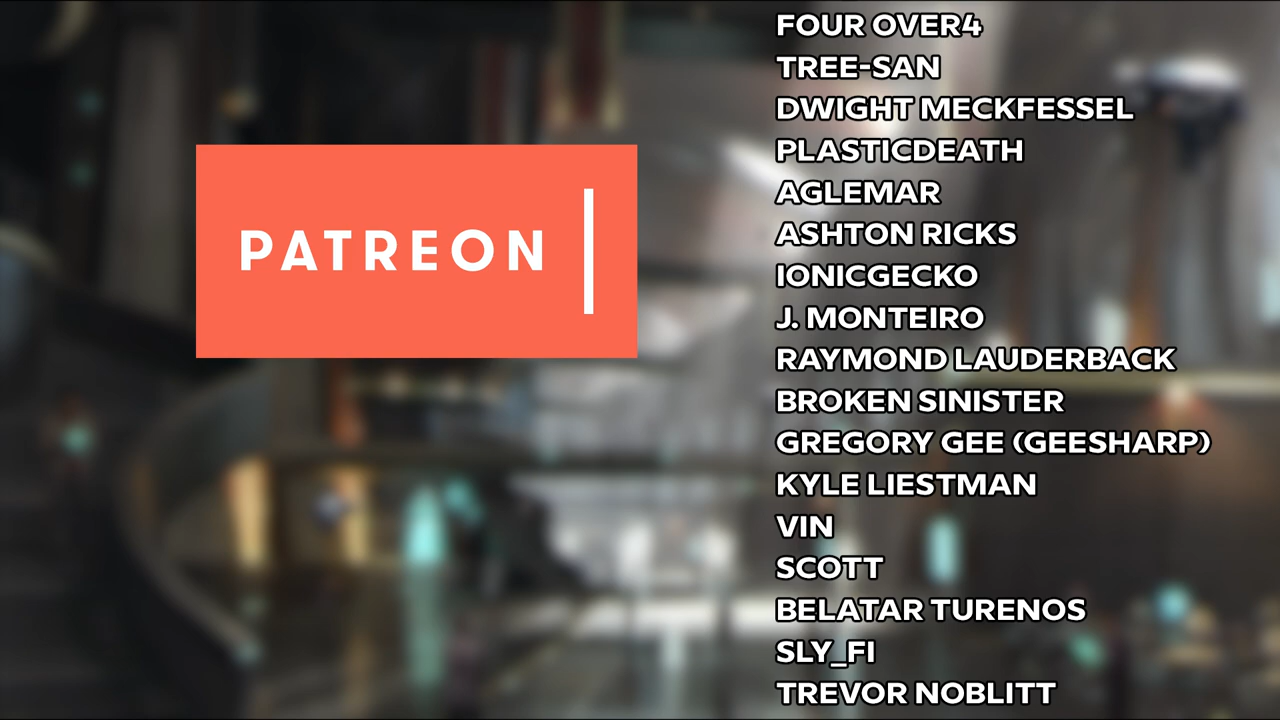 PATREON
FOUR OVER4
TREE-SAN
DWIGHT MECKFESSEL
PLASTICDEATH
AGLEMAR
ASHTON RICKS
IONICGECKO
J. MONTEIRO
RAYMOND LAUDERBACK
BROKEN SINISTER
GREGORY GEE (GEESHARP)
KYLE LIESTMAN
VIN
SCOTT
BELATAR TURENOS
SLY_FI
TREVOR NOBLITT